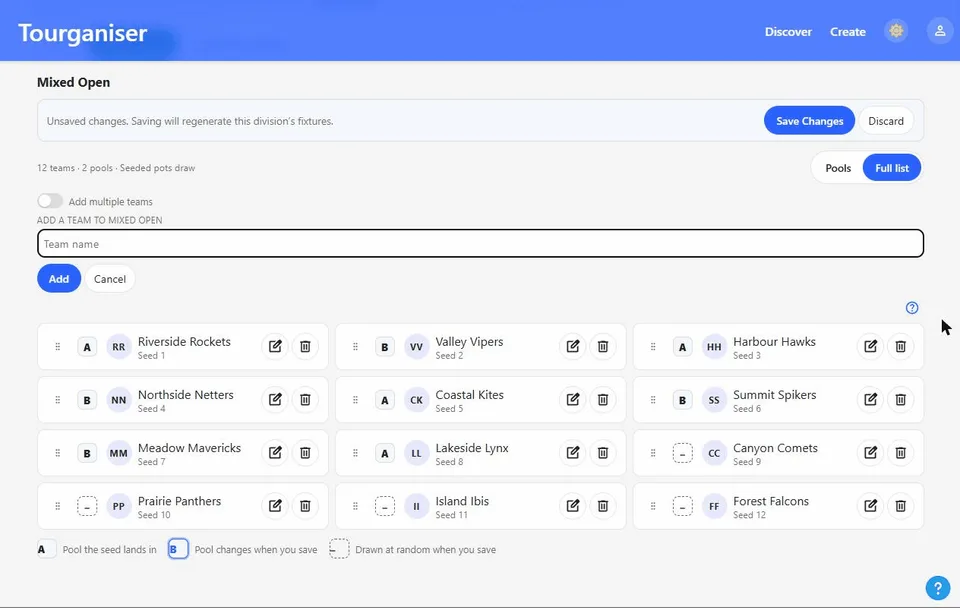 Tourganiser
Discover Create
Mixed Open
Unsaved changes. Saving will regenerate this division's fixtures.
Save Changes Discard
12 teams · 2 pools · Seeded pots draw
Pools Full list
Add multiple teams
ADD A TEAM TO MIXED OPEN
Team name
Add Cancel
?
A RR Riverside Rockets
Seed 1
B VV Valley Vipers
Seed 2
A HH Harbour Hawks
Seed 3
B NN Northside Netters
Seed 4
A CK Coastal Kites
Seed 5
B SS Summit Spikers
Seed 6
B MM Meadow Mavericks
Seed 7
A LL Lakeside Lynx
Seed 8
– CC Canyon Comets
Seed 9
– PP Prairie Panthers
Seed 10
– II Island Ibis
Seed 11
– FF Forest Falcons
Seed 12
A Pool the seed lands in B Pool changes when you save – Drawn at random when you save
?